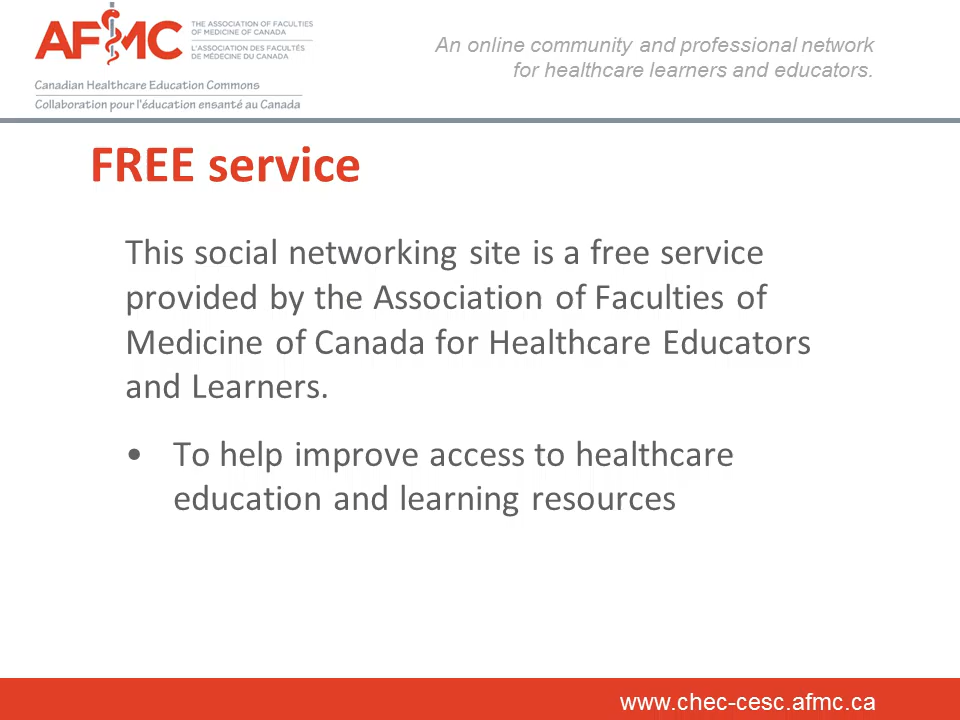 AFMC
THE ASSOCIATION OF FACULTIES
OF MEDICINE OF CANADA
L'ASSOCIATION DES FACULTÉS
DE MÉDECINE DU CANADA
Canadian Healthcare Education Commons
Collaboration pour l'éducation ensanté au Canada
An online community and professional network
for healthcare learners and educators.
FREE service
This social networking site is a free service
provided by the Association of Faculties of
Medicine of Canada for Healthcare Educators
and Learners.
• To help improve access to healthcare
education and learning resources
www.chec-cesc.afmc.ca